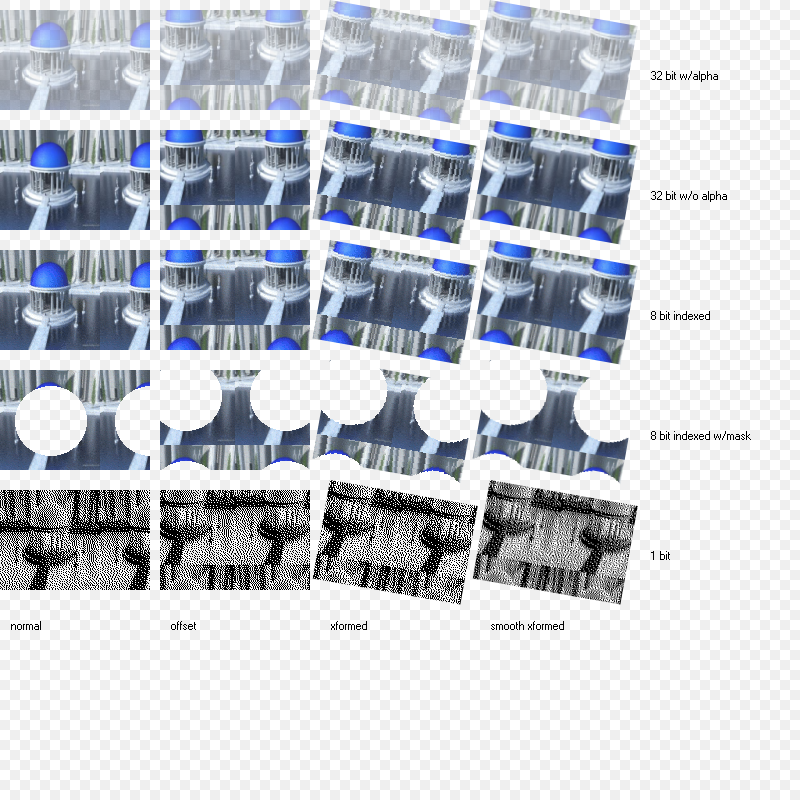 32 bit w/alpha
32 bit w/o alpha
8 bit indexed
8 bit indexed w/mask
1 bit
normal
offset
xformed
smooth xformed